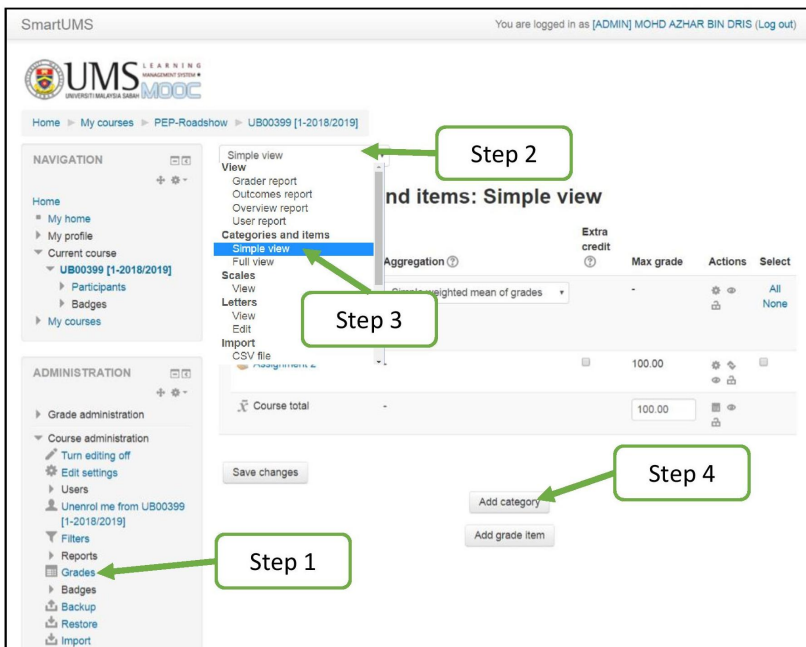 SmartUMS
You are logged in as [ADMIN] MOHD AZHAR BIN DRIS (Log out)
UMS
UNIVERSITI MALAYSIA SABAH
LEARNING
MANAGEMENT SYSTEM
MOOC
Home ▶ My courses ▶ PEP-Roadshow ▶ UB00399 [1-2018/2019]
NAVIGATION
Home
My home
My profile
Current course
UB00399 [1-2018/2019]
Participants
Badges
My courses
ADMINISTRATION
Grade administration
Course administration
Turn editing off
Edit settings
Users
Unenrol me from UB00399
[1-2018/2019]
Filters
Reports
Grades
Badges
Backup
Restore
Import
Step 1
Simple view
View
Grader report
Outcomes report
Overview report
User report
Categories and items
Simple view
Full view
Scales
View
Letters
View
Edit
Import
CSV file
Step 2
Step 3
nd items: Simple view
Aggregation
Extra
credit
Max grade
Actions
Select
Simple weighted mean of grades
-
All
None
Assignment 2
-
100.00
Course total
-
100.00
Save changes
Step 4
Add category
Add grade item